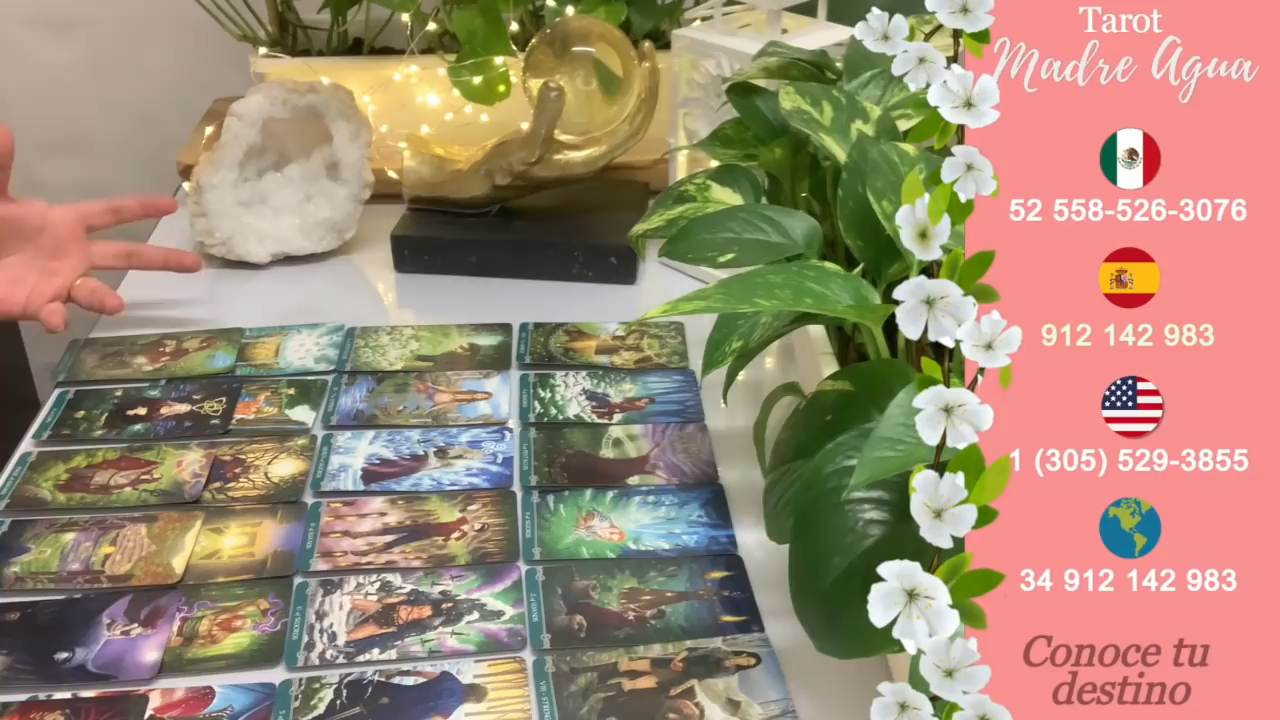 Tarot
Madre Agua
52 558-526-3076
912 142 983
1 (305) 529-3855
34 912 142 983
Conoce tu
destino